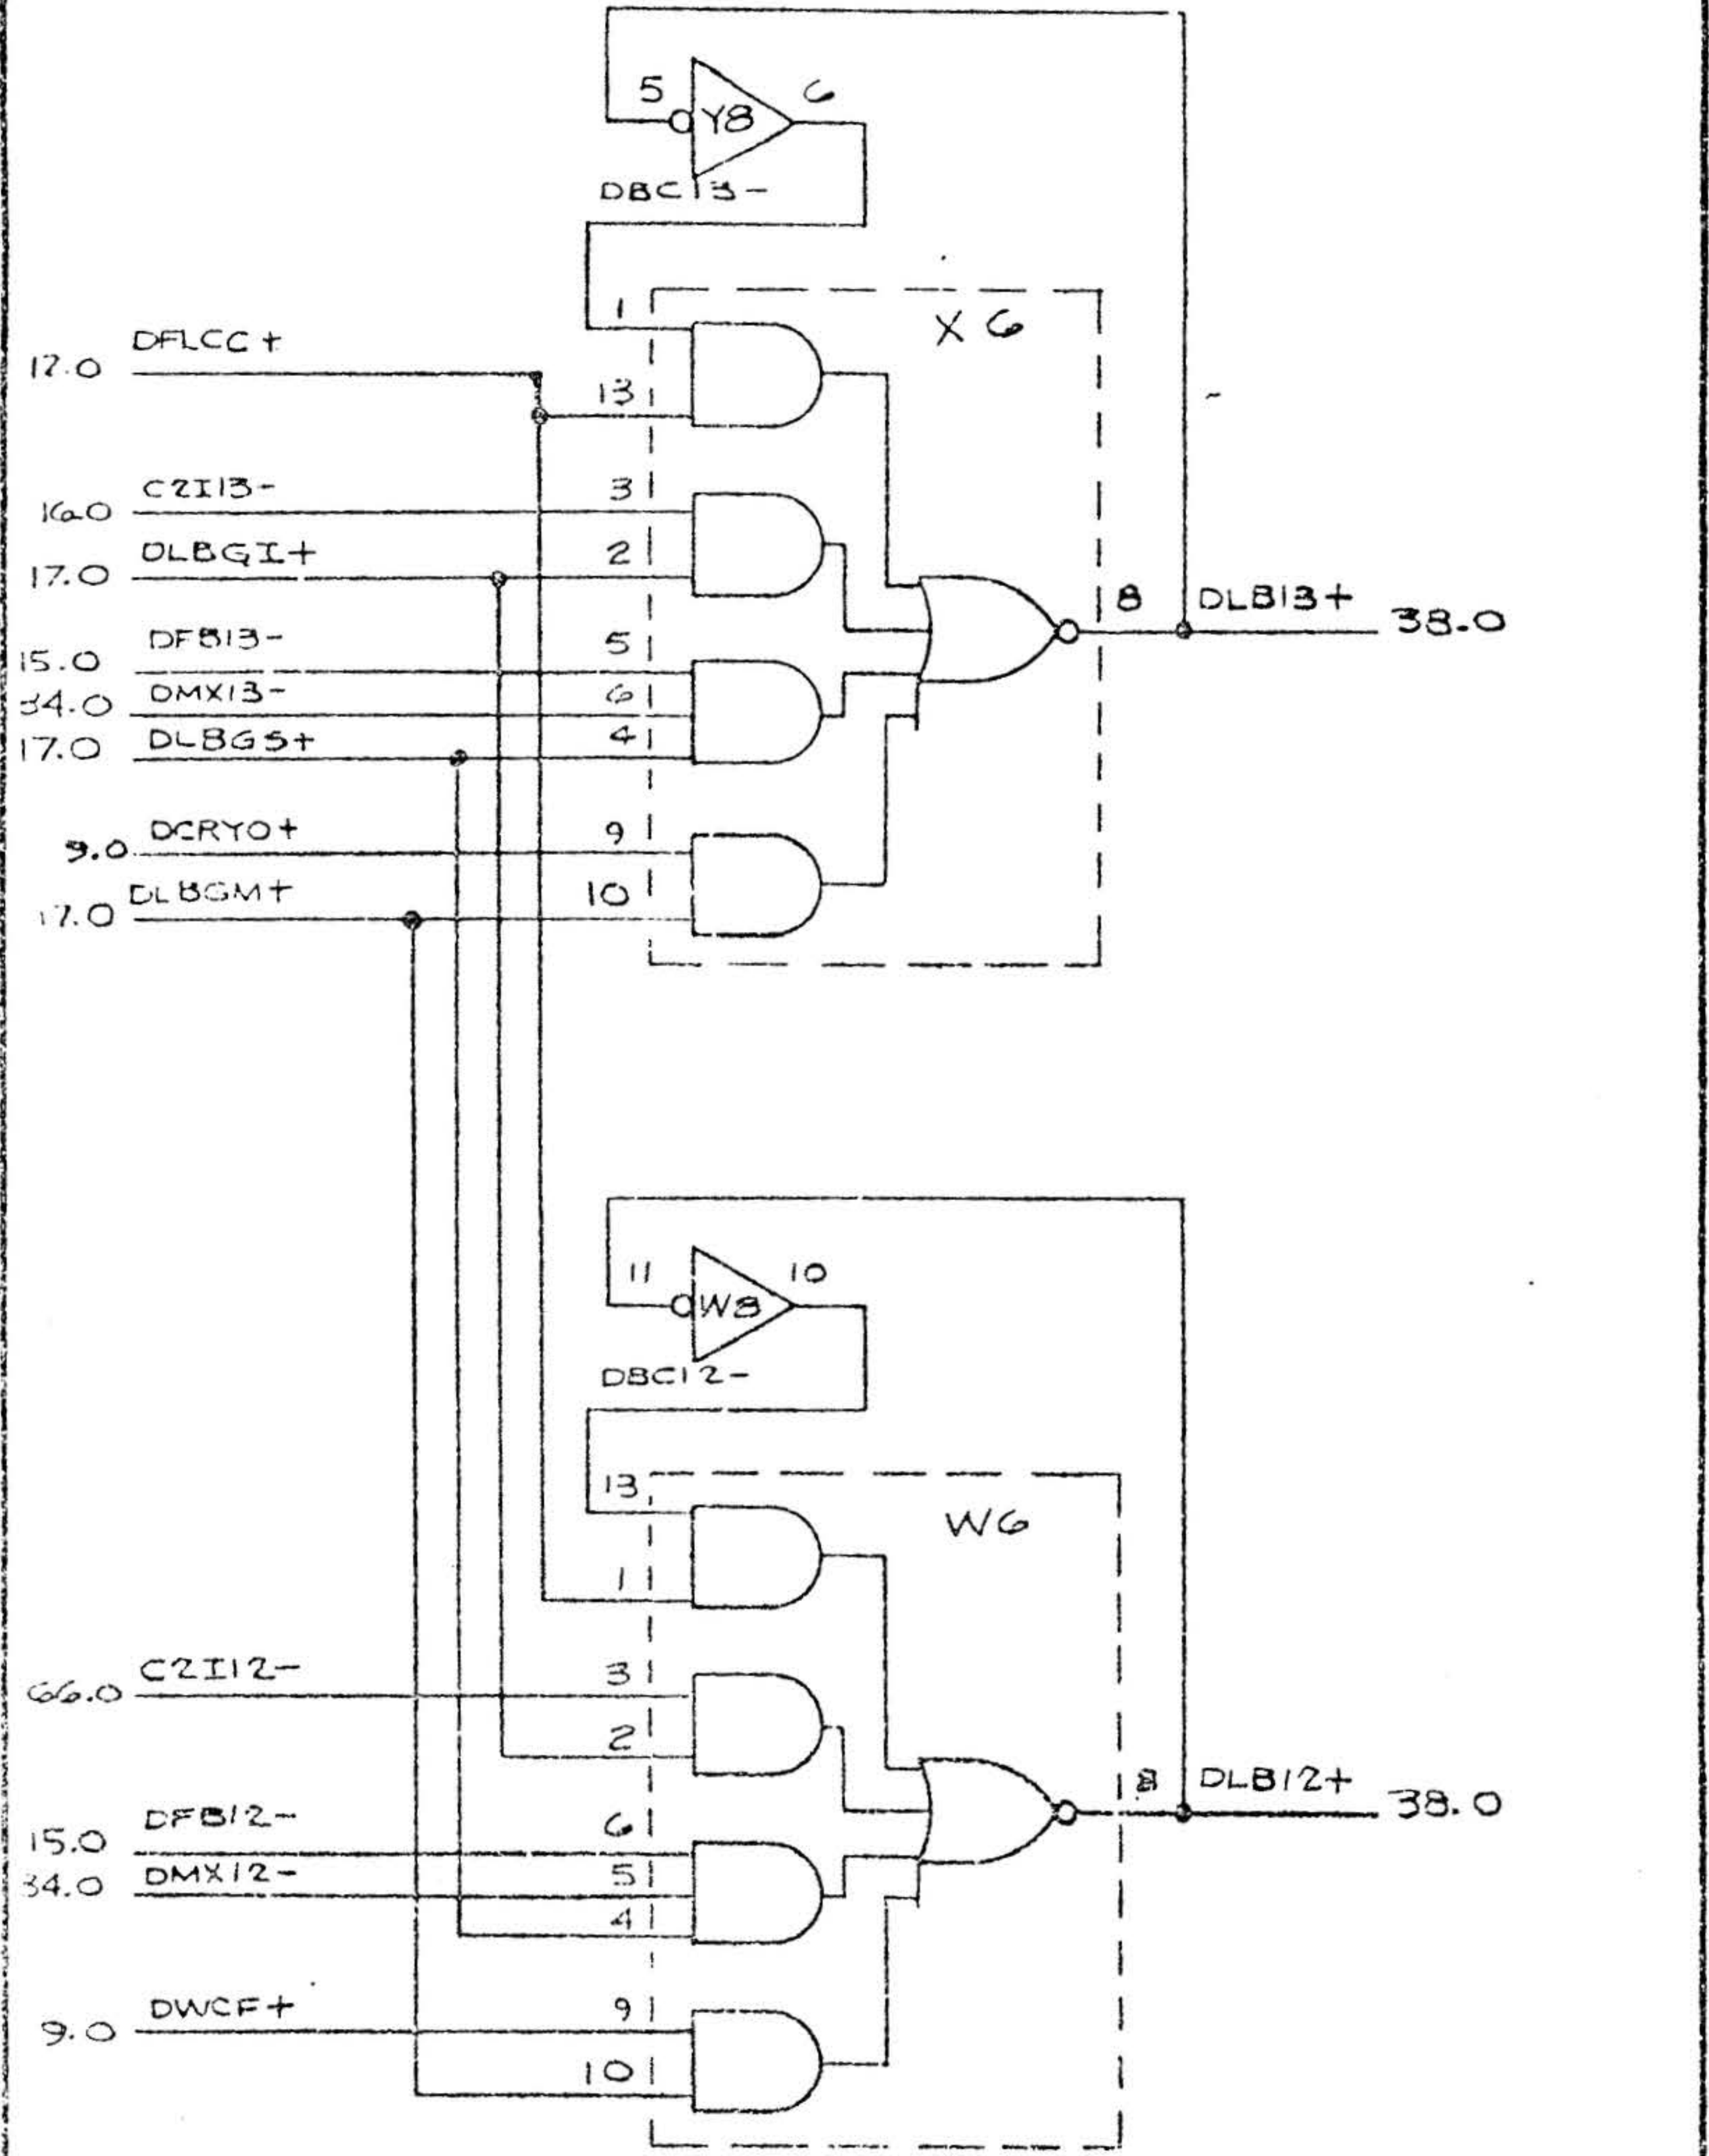 5 Y8 6
DBC13-
1 X6
DFLCC+
17.0
13
C2I13- 3
16.0
DLBGI+ 2
17.0
8 DLB13+ 38.0
DFB13- 5
15.0
DMX13- 6
34.0
DLBGS+ 4
17.0
DCRYO+ 9
9.0
DLBGM+ 10
17.0
11 W8 10
DBC12-
13
W6
1
C2I12- 3
66.0
2
8 DLB12+ 38.0
DFB12- 6
15.0
DMX12- 5
34.0
4
DWCF+ 9
9.0
10